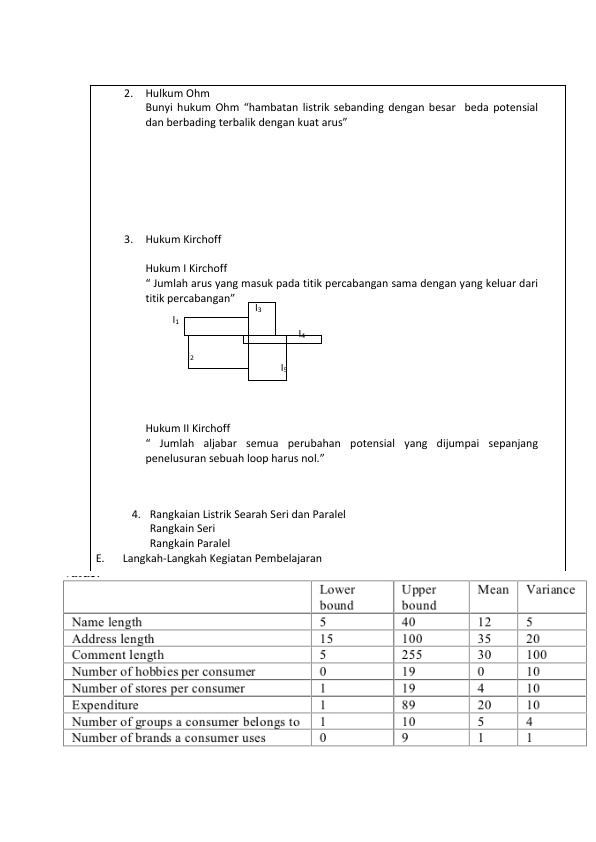 2. Hulkum Ohm
Bunyi hukum Ohm “hambatan listrik sebanding dengan besar beda potensial
dan berbading terbalik dengan kuat arus”
3. Hukum Kirchoff
Hukum I Kirchoff
“ Jumlah arus yang masuk pada titik percabangan sama dengan yang keluar dari
titik percabangan”
I3
I1
I4
2
I5
Hukum II Kirchoff
“ Jumlah aljabar semua perubahan potensial yang dijumpai sepanjang
penelusuran sebuah loop harus nol.”
4. Rangkaian Listrik Searah Seri dan Paralel
Rangkain Seri
Rangkain Paralel
E. Langkah-Langkah Kegiatan Pembelajaran
Lower bound Upper bound Mean Variance
Name length 5 40 12 5
Address length 15 100 35 20
Comment length 5 255 30 100
Number of hobbies per consumer 0 19 0 10
Number of stores per consumer 1 19 4 10
Expenditure 1 89 20 10
Number of groups a consumer belongs to 1 10 5 4
Number of brands a consumer uses 0 9 1 1